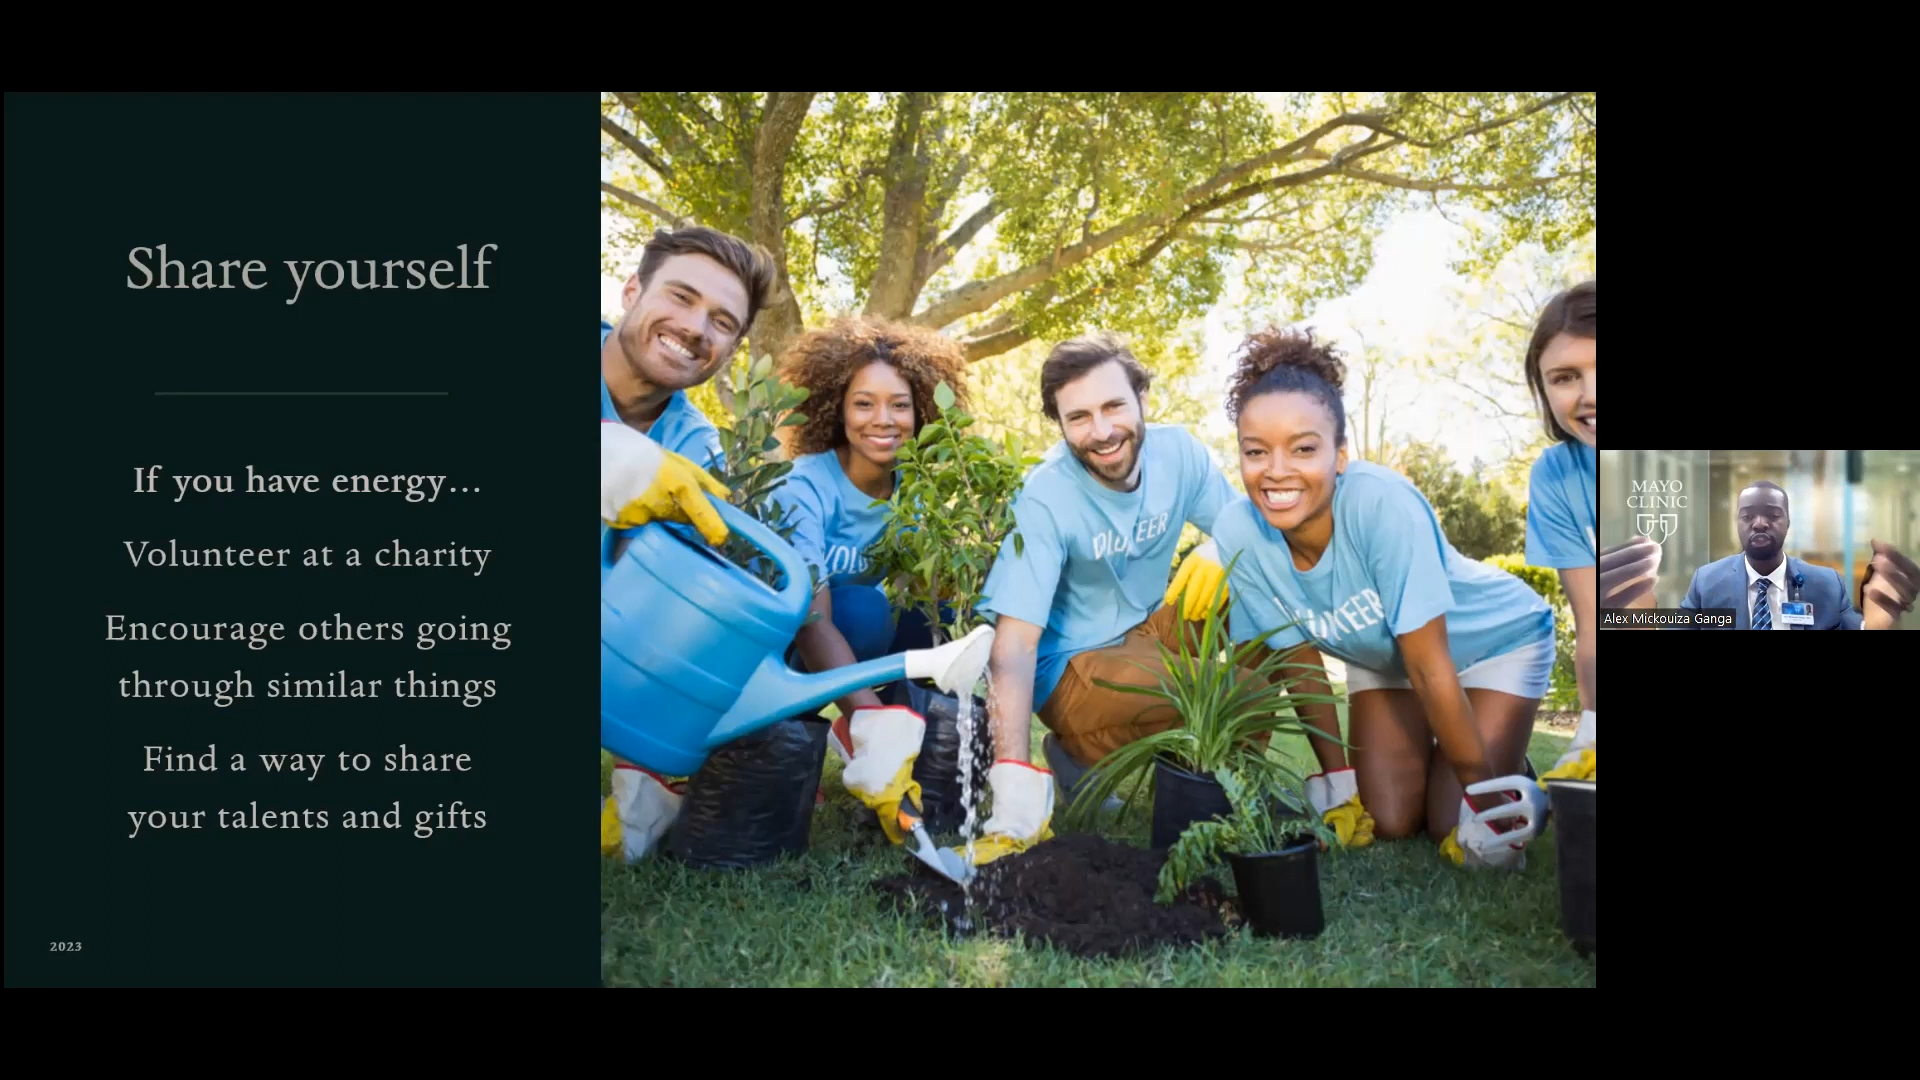 Share yourself
If you have energy...
Volunteer at a charity
Encourage others going
through similar things
Find a way to share
your talents and gifts
2023
VOLUNTEER
MAYO
CLINIC
Alex Mickouiza Ganga